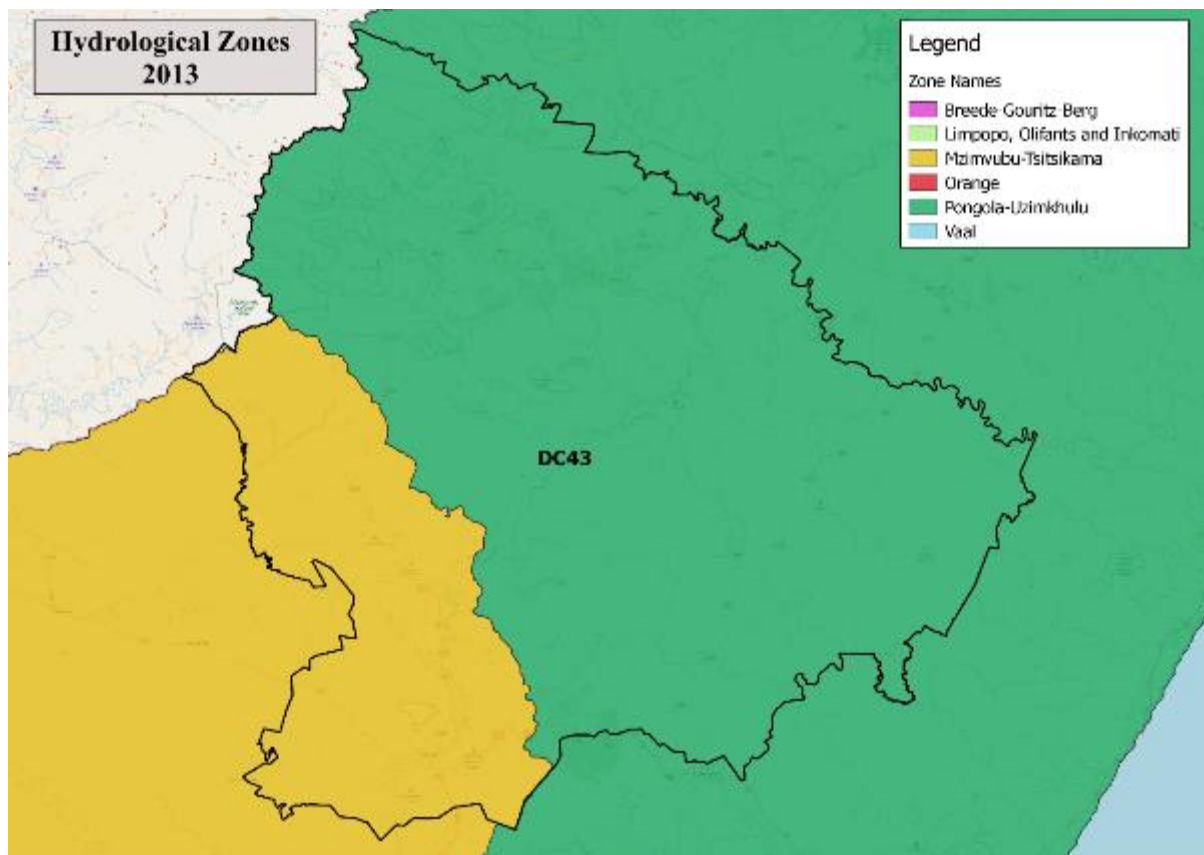 Hydrological Zones
2013
Legend
Zone Names
Breede-Gouritz-Berg
Limpopo, Olifants and Inkomati
Mzimvubu-Tsitsikama
Orange
Pongola-Uzimkhulu
Vaal
DC43